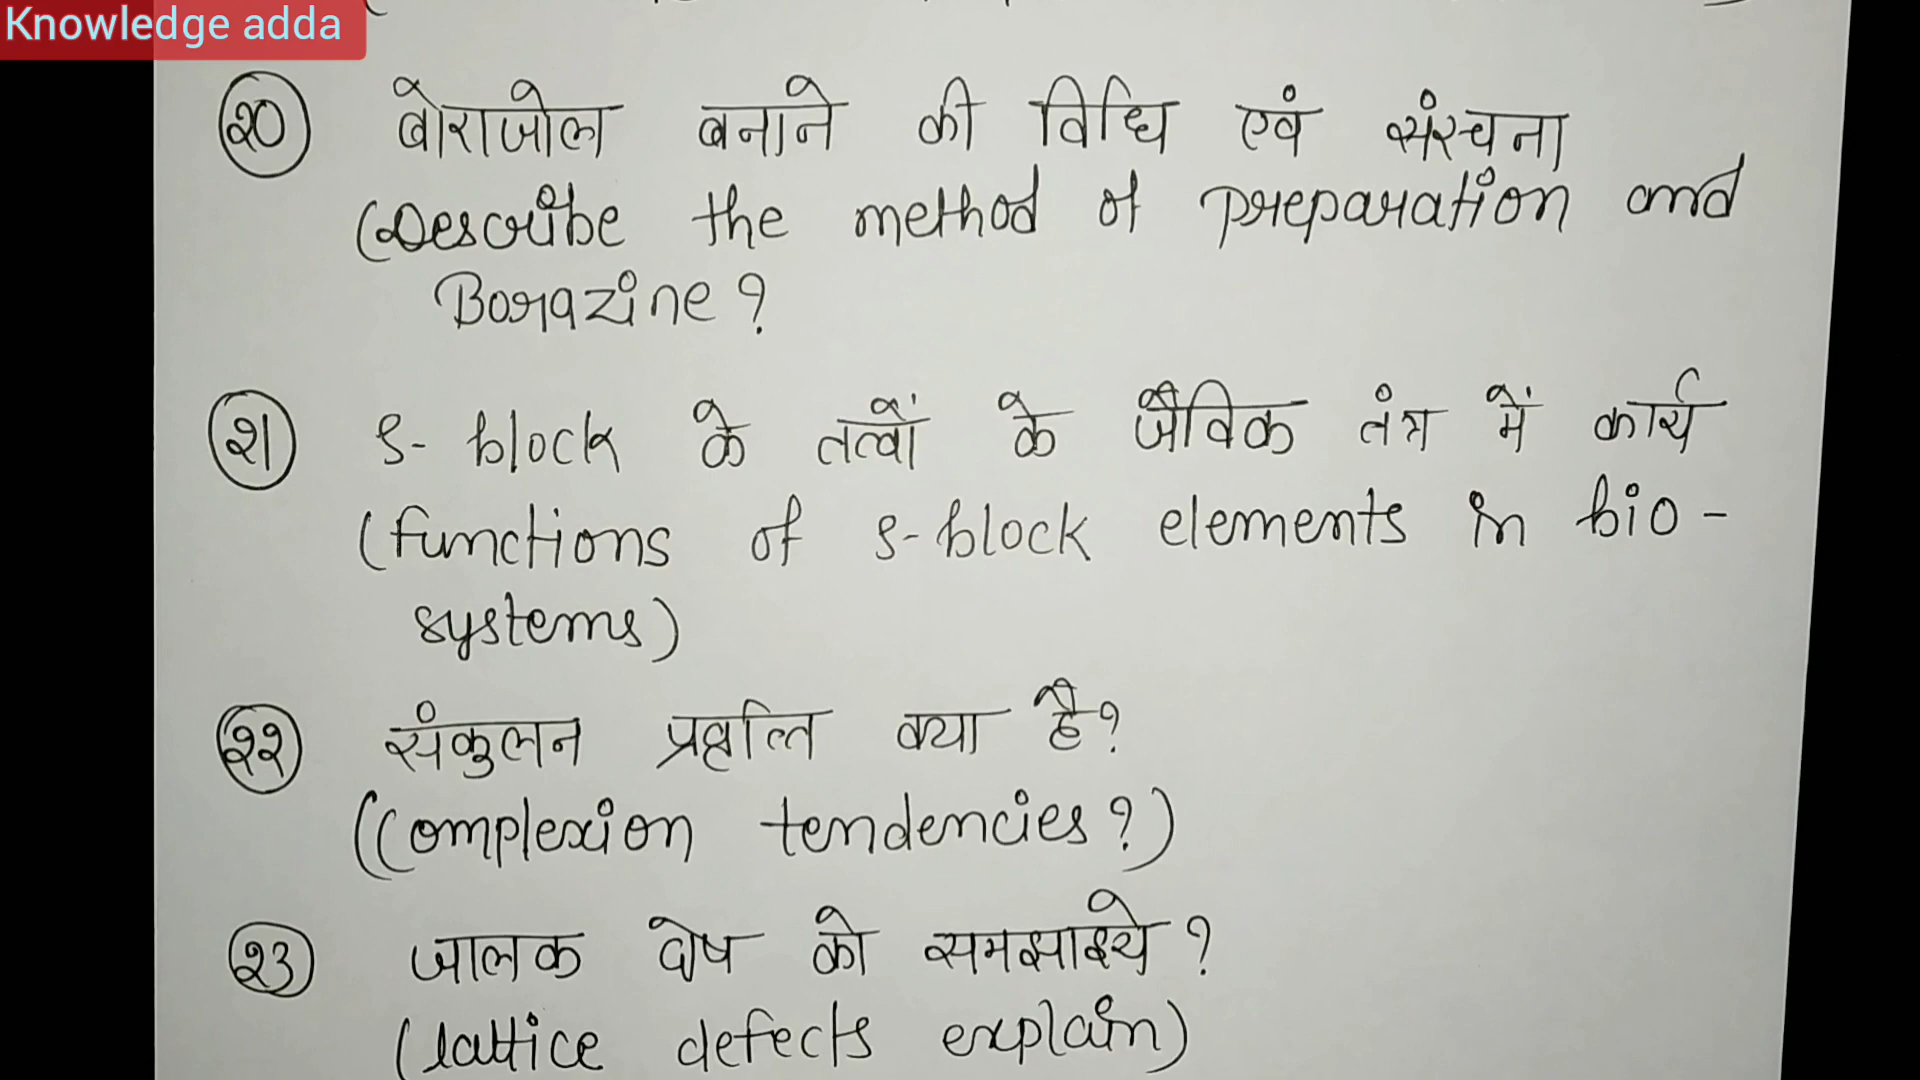 Knowledge adda
२० बोराजोल बनाने की विधि एवं संरचना
(Describe the method of preparation and
Borazine ?
२१ S-block के तत्वों के जैविक तंत्र में कार्य
(functions of s-block elements in bio-
systems)
२२ संकुलन प्रवृत्ति क्या है?
(Complexion tendencies ?)
२३ जालक दोष को समझाइये ?
(lattice defects explain)